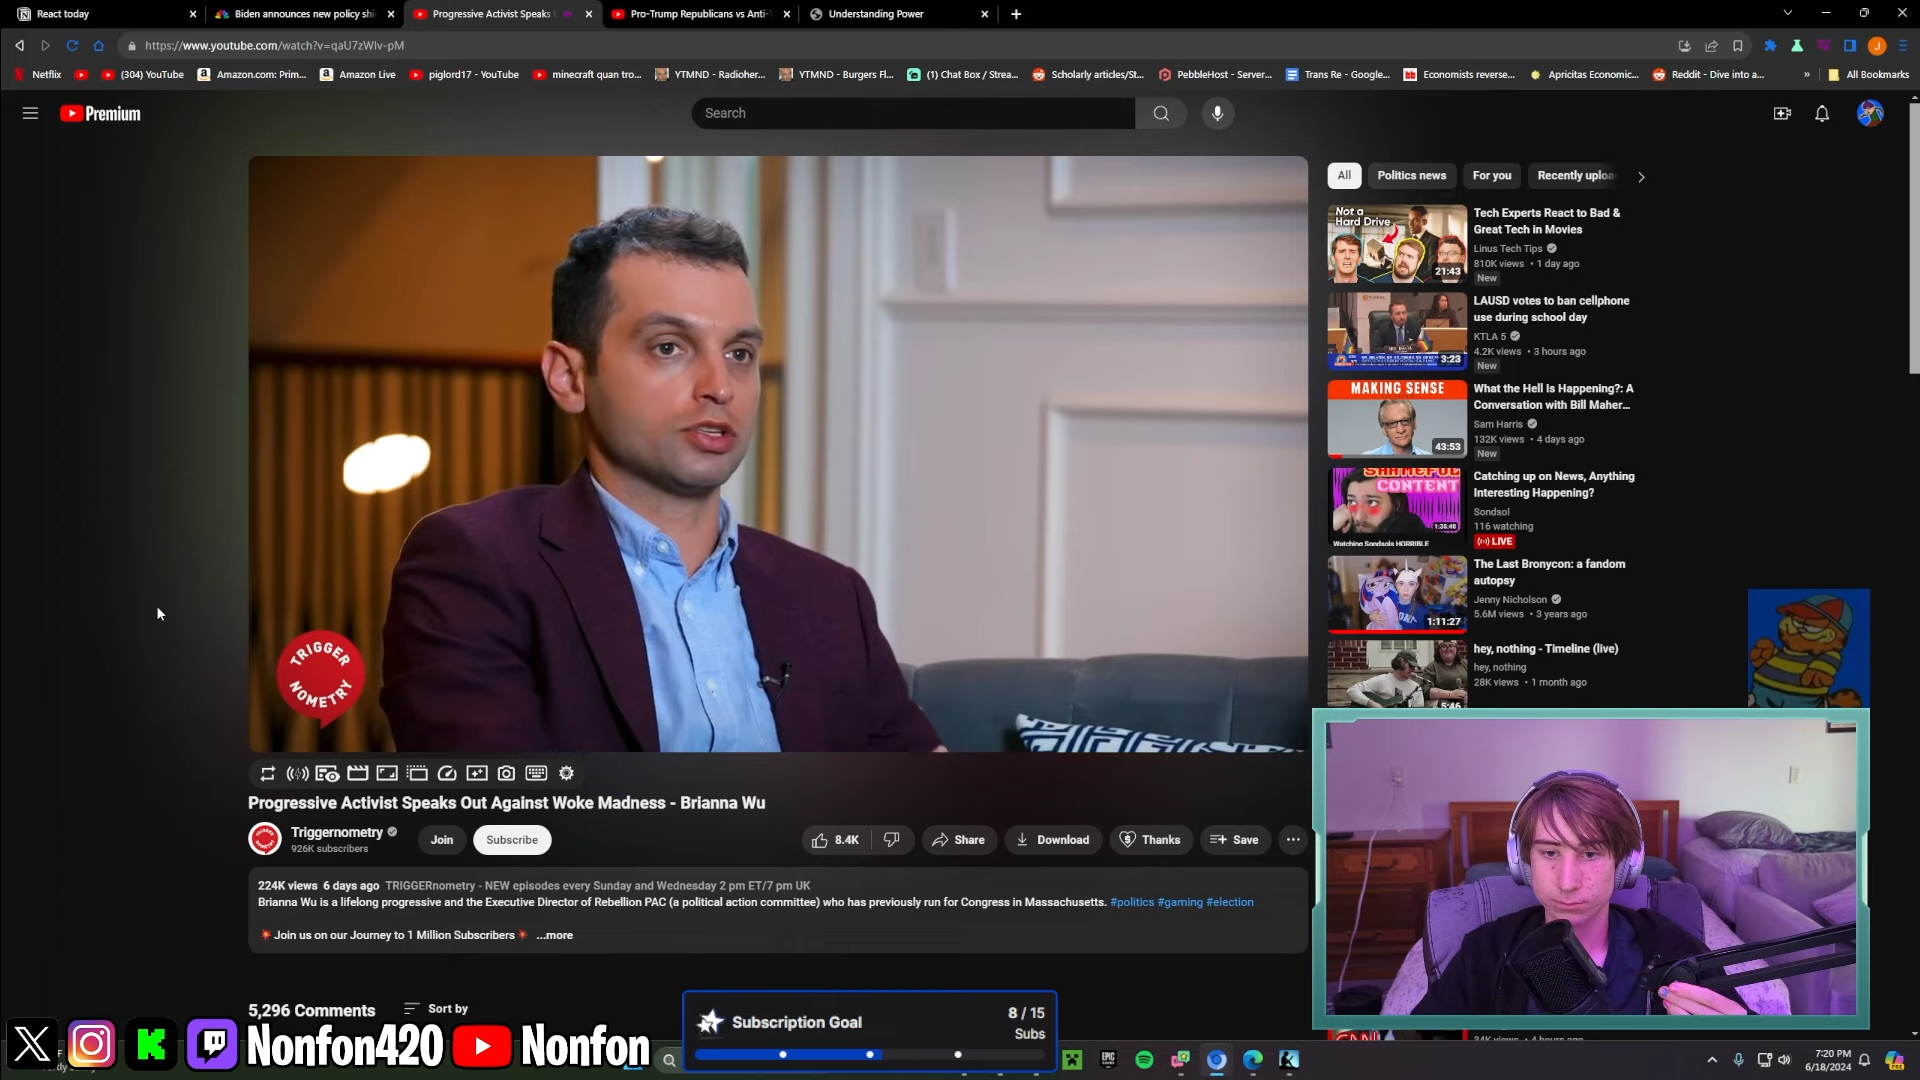 React today
Biden announces new policy shi
Progressive Activist Speaks
Pro-Trump Republicans vs Anti-T
Understanding Power
https://www.youtube.com/watch?v=qaU7zWlv-pM
Netflix
(304) YouTube
Amazon.com: Prim...
Amazon Live
piglord17 - YouTube
minecraft quan tro...
YTMND - Radioher...
YTMND - Burgers Fl...
(1) Chat Box / Strea...
Scholarly articles/St...
PebbleHost - Server...
Trans Re - Google...
Economists reverse...
Apricitas Economic...
Reddit - Dive into a...
»
All Bookmarks
Premium
Search
All
Politics news
For you
Recently uploa
Not a
Hard Drive
21:43
Tech Experts React to Bad &
Great Tech in Movies
Linus Tech Tips
810K views • 1 day ago
New
3:23
LAUSD votes to ban cellphone
use during school day
KTLA 5
4.2K views • 3 hours ago
New
MAKING SENSE
43:53
What the Hell Is Happening?: A
Conversation with Bill Maher...
Sam Harris
132K views • 4 days ago
New
CONTENT
1:35:40
Watching Sondsols HORRIBLE
Catching up on News, Anything
Interesting Happening?
Sondsol
116 watching
LIVE
1:11:27
The Last Bronycon: a fandom
autopsy
Jenny Nicholson
5.6M views • 3 years ago
5:46
hey, nothing - Timeline (live)
hey, nothing
28K views • 1 month ago
TRIGGER
NOMETRY
Progressive Activist Speaks Out Against Woke Madness - Brianna Wu
Triggernometry
926K subscribers
Join
Subscribe
8.4K
Share
Download
Thanks
Save
224K views 6 days ago TRIGGERnometry - NEW episodes every Sunday and Wednesday 2 pm ET/7 pm UK
Brianna Wu is a lifelong progressive and the Executive Director of Rebellion PAC (a political action committee) who has previously run for Congress in Massachusetts. #politics #gaming #election
Join us on our Journey to 1 Million Subscribers ...more
5,296 Comments
Sort by
Subscription Goal
8 / 15
Subs
Nonfon420
Nonfon
EPIC
GAMES
7:20 PM
6/18/2024